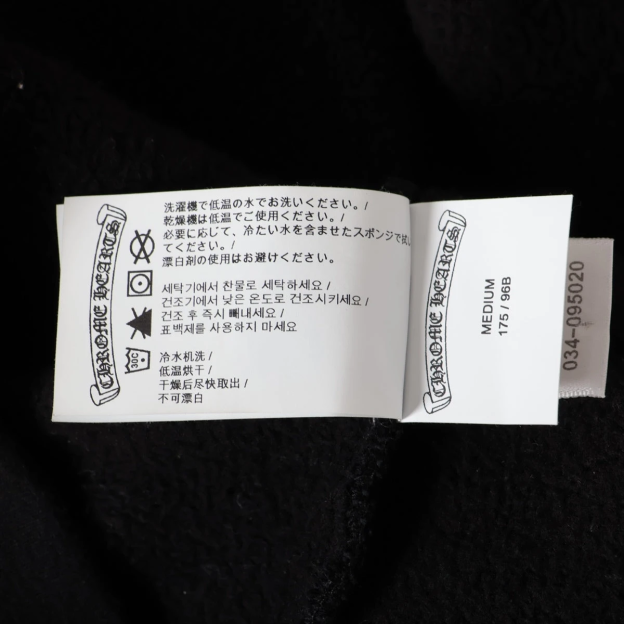 CHROME HEARTS
洗濯機で低温の水でお洗いください。/
乾燥機は低温でご使用ください。/
必要に応じて、冷たい水を含ませたスポンジで拭い
てください。/
漂白剤の使用はお避けください。
세탁기에서 찬물로 세탁하세요 /
건조기에서 낮은 온도로 건조시키세요 /
건조 후 즉시 빼내세요 /
표백제를 사용하지 마세요
冷水机洗 /
低温烘干 /
干燥后尽快取出 /
不可漂白
30C
CHROME HEARTS
MEDIUM
175 / 96B
034-095020